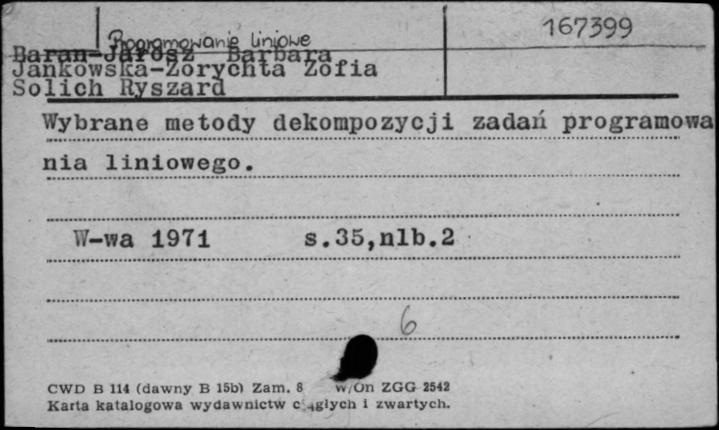 167399
Programowanie liniowe
Baran-Jarosz Barbara
Jankowska-Zorychta Zofia
Solich Ryszard
Wybrane metody dekompozycji zadań programowa
nia liniowego.
W-wa 1971 s.35,nlb.2
6
CWD B 114 (dawny B 15b) Zam. 8 W/On ZGG 2542
Karta katalogowa wydawnictw ciągłych i zwartych.